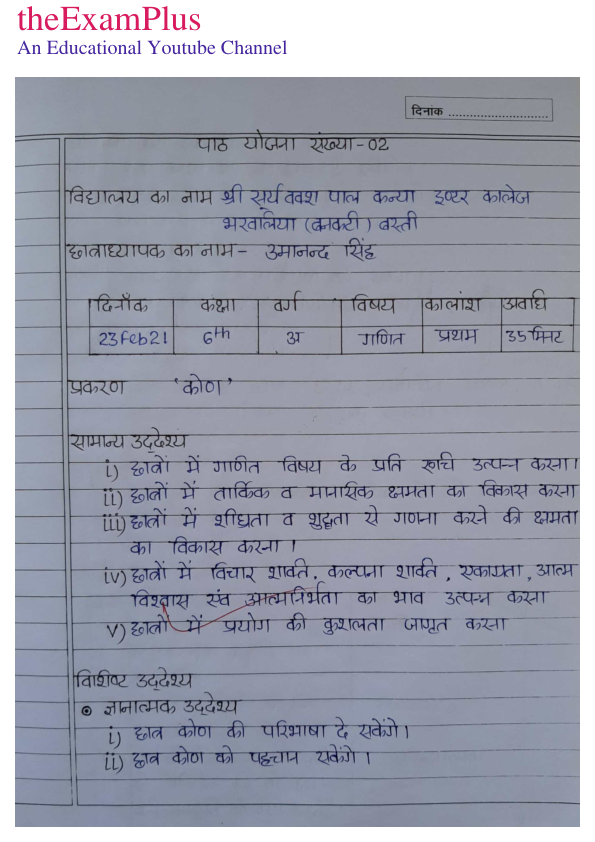 theExamPlus
An Educational Youtube Channel
दिनांक ............................
पाठ योजना संख्या-02
विद्यालय का नाम श्री सूर्य बक्श पाल कन्या इण्टर कालेज
भरवलिया (बनकटी) बस्ती
छात्राध्यापक का नाम- उमानन्द सिंह
दिनाँक कक्षा वर्ग विषय कालांश अवधि
23Feb21 6th अ गणित प्रथम 35 मिनट
प्रकरण 'कोण'
सामान्य उद्देश्य
i) छात्रों में गणित विषय के प्रति रूचि उत्पन्न करना।
ii) छात्रों में तार्किक व मानसिक क्षमता का विकास करना
iii) छात्रों में शीघ्रता व शुद्धता से गणना करने की क्षमता
का विकास करना।
iv) छात्रों में विचार शक्ति, कल्पना शक्ति, एकाग्रता, आत्म
विश्वास एंव आत्मनिर्भता का भाव उत्पन्न करना
v) छात्रों में प्रयोग की कुशलता जागृत करना
विशिष्ट उद्देश्य
ज्ञानात्मक उद्देश्य
i) छात्र कोण की परिभाषा दे सकेंगे।
ii) छात्र कोण को पहचान सकेंगे।